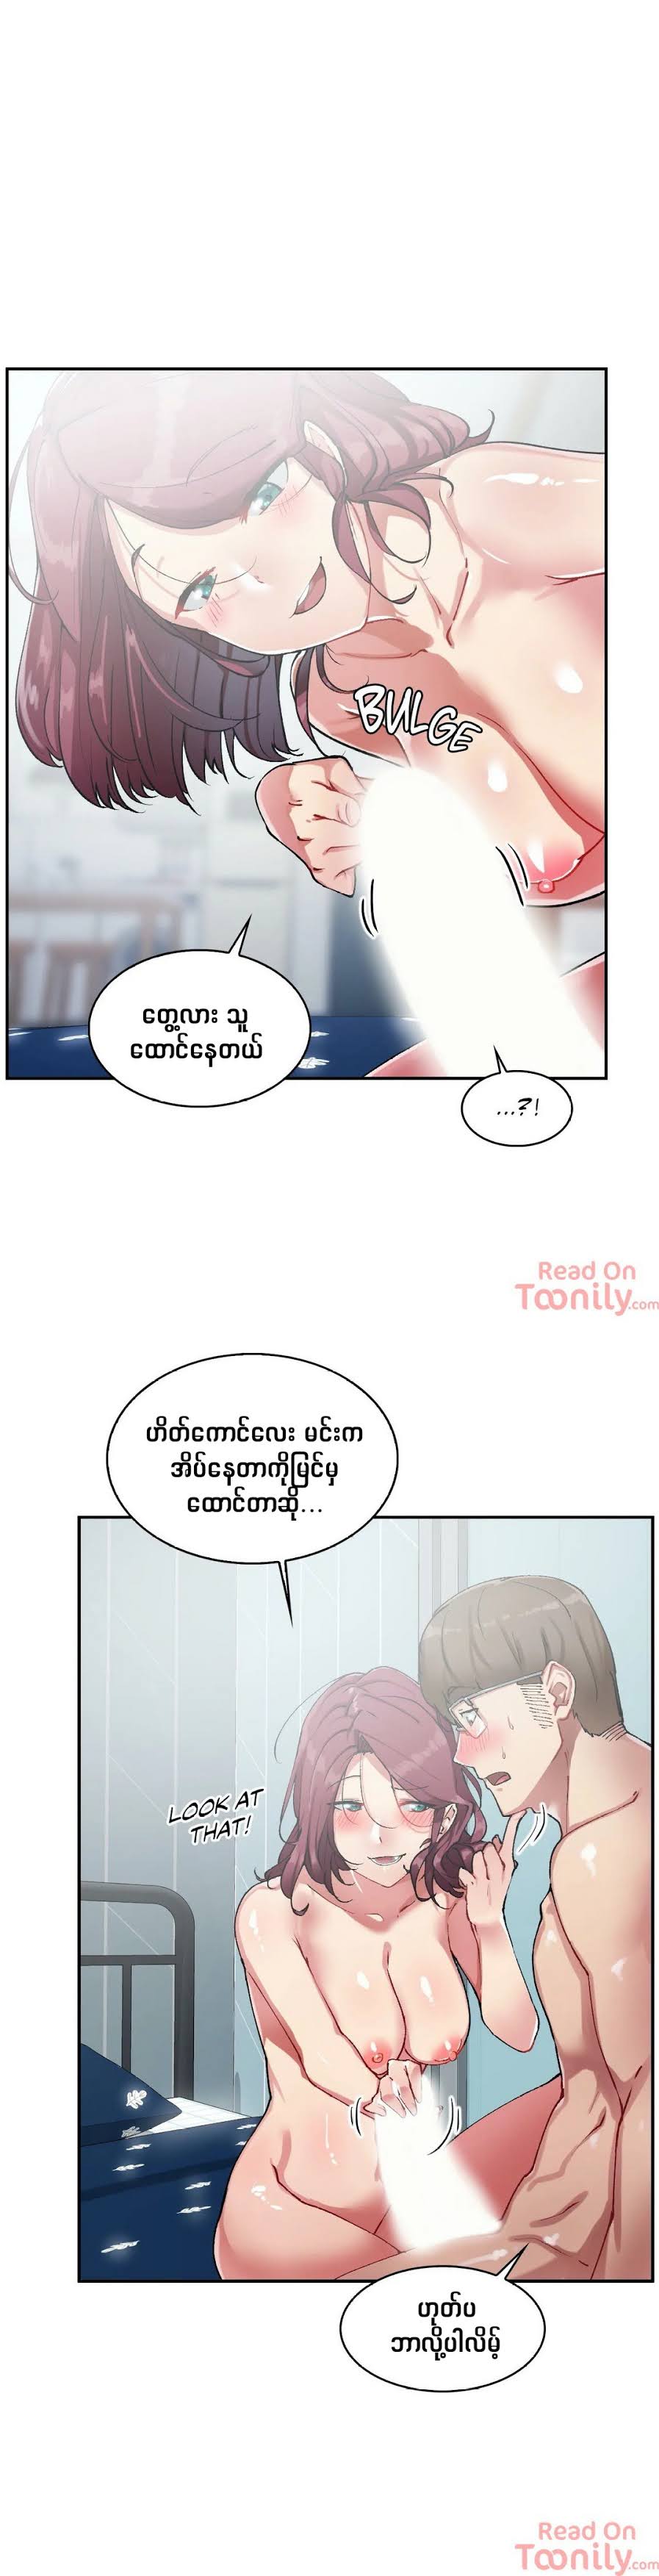 BULGE
တွေ့လား သူ
ထောင်နေတယ်
...?!
Read On
Toonily.com
ဟိတ်ကောင်လေး မင်းက
အိပ်နေတာကိုမြင်မှ
ထောင်တာဆို...
LOOK AT
THAT!
ဟုတ်ပ
ဘာလို့ပါလိမ့်
Read On
Toonily.com